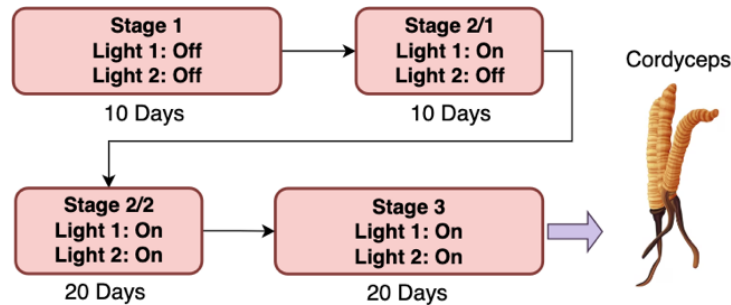 Stage 1
Light 1: Off
Light 2: Off
10 Days
Stage 2/1
Light 1: On
Light 2: Off
10 Days
Cordyceps
Stage 2/2
Light 1: On
Light 2: On
20 Days
Stage 3
Light 1: On
Light 2: On
20 Days